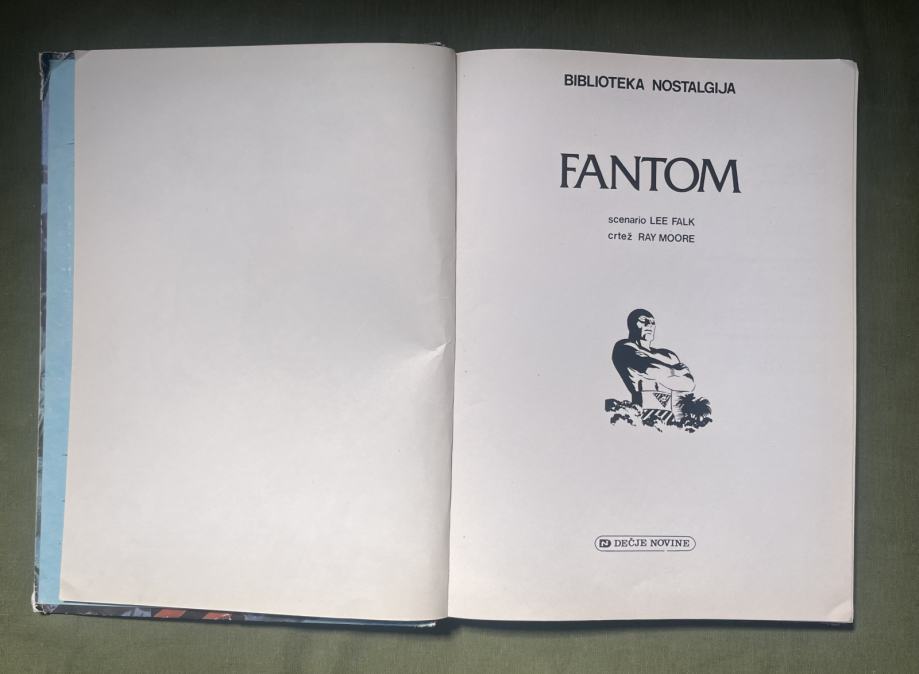 BIBLIOTEKA NOSTALGIJA
FANTOM
scenario LEE FALK
crtež RAY MOORE
DEČJE NOVINE